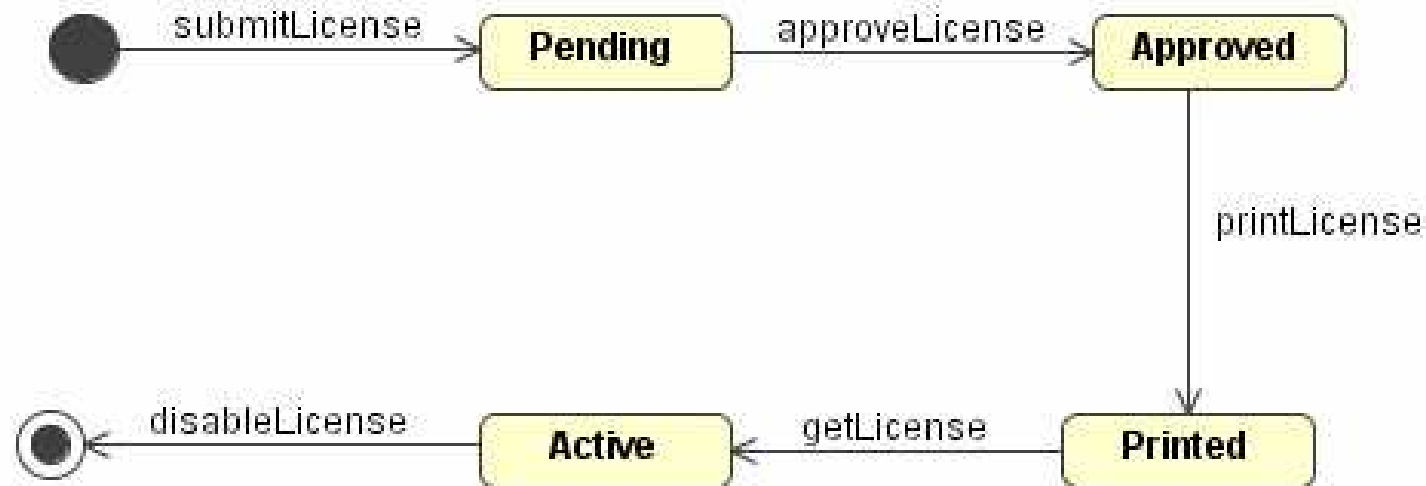 submitLicense
Pending
approveLicense
Approved
printLicense
disableLicense
Active
getLicense
Printed